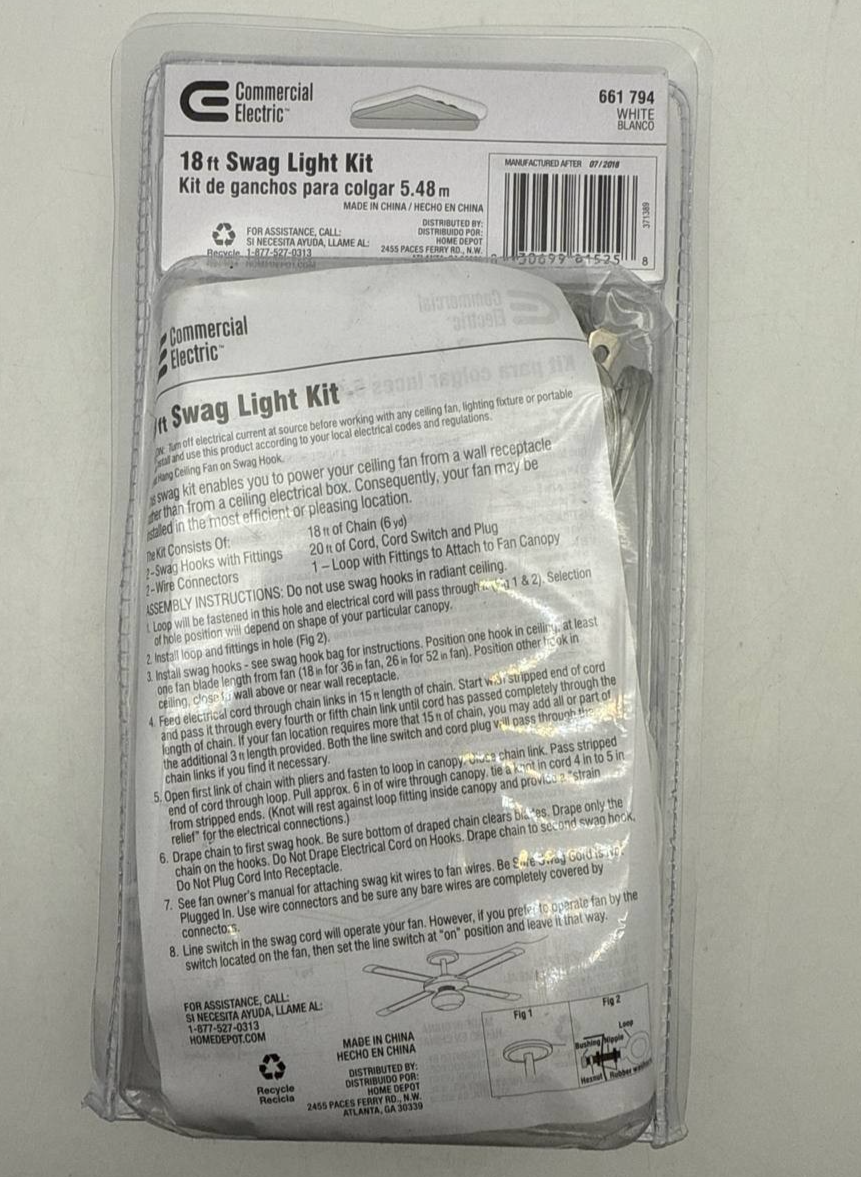 Commercial
Electric™
661 794
WHITE
BLANCO
18 ft Swag Light Kit
Kit de ganchos para colgar 5.48 m
MADE IN CHINA / HECHO EN CHINA
MANUFACTURED AFTER 07/2018
371389
FOR ASSISTANCE, CALL:
SI NECESITA AYUDA, LLAME AL:
1-877-527-0313
HOMEDEPOT.COM
Recycle
DISTRIBUTED BY:
DISTRIBUIDO POR:
HOME DEPOT
2455 PACES FERRY RD., N.W.
8
Commercial
Electric™
ft Swag Light Kit
Turn off electrical current at source before working with any ceiling fan, lighting fixture or portable
and use this product according to your local electrical codes and regulations.
Hang Ceiling Fan on Swag Hook.
swag kit enables you to power your ceiling fan from a wall receptacle
than from a ceiling electrical box. Consequently, your fan may be
in the most efficient or pleasing location.
Kit Consists Of:
2-Swag Hooks with Fittings
2-Wire Connectors
18 ft of Chain (6 yd)
20 ft of Cord, Cord Switch and Plug
1 – Loop with Fittings to Attach to Fan Canopy
ASSEMBLY INSTRUCTIONS: Do not use swag hooks in radiant ceiling.
1. Loop will be fastened in this hole and electrical cord will pass through 1 & 2). Selection
of hole position will depend on shape of your particular canopy.
2. Install loop and fittings in hole (Fig 2).
3. Install swag hooks - see swag hook bag for instructions. Position one hook in ceiling, at least
one fan blade length from fan (18 in for 36 in fan, 26 in for 52 in fan). Position other hook in
ceiling, close to wall above or near wall receptacle.
4. Feed electrical cord through chain links in 15 ft length of chain. Start with stripped end of cord
and pass it through every fourth or fifth chain link until cord has passed completely through the
length of chain. If your fan location requires more that 15 ft of chain, you may add all or part of
the additional 3 ft length provided. Both the line switch and cord plug will pass through the
chain links if you find it necessary.
5. Open first link of chain with pliers and fasten to loop in canopy. Close chain link. Pass stripped
end of cord through loop. Pull approx. 6 in of wire through canopy, tie a knot in cord 4 in to 5 in
from stripped ends. (Knot will rest against loop fitting inside canopy and provide a "strain
relief" for the electrical connections.)
6. Drape chain to first swag hook. Be sure bottom of draped chain clears blades. Drape only the
chain on the hooks. Do Not Drape Electrical Cord on Hooks. Drape chain to second swag hook.
Do Not Plug Cord Into Receptacle.
7. See fan owner's manual for attaching swag kit wires to fan wires. Be Sure Swag Cord is
Plugged In. Use wire connectors and be sure any bare wires are completely covered by
connectors.
8. Line switch in the swag cord will operate your fan. However, if you prefer to operate fan by the
switch located on the fan, then set the line switch at "on" position and leave it that way.
FOR ASSISTANCE, CALL:
SI NECESITA AYUDA, LLAME AL:
1-877-527-0313
HOMEDEPOT.COM
Recycle
Recicla
MADE IN CHINA
HECHO EN CHINA
DISTRIBUTED BY:
DISTRIBUIDO POR:
HOME DEPOT
2455 PACES FERRY RD., N.W.
ATLANTA, GA 30339
Fig 1
Fig 2
Loop
Bushing
Nipple
Hexnut
Rubber